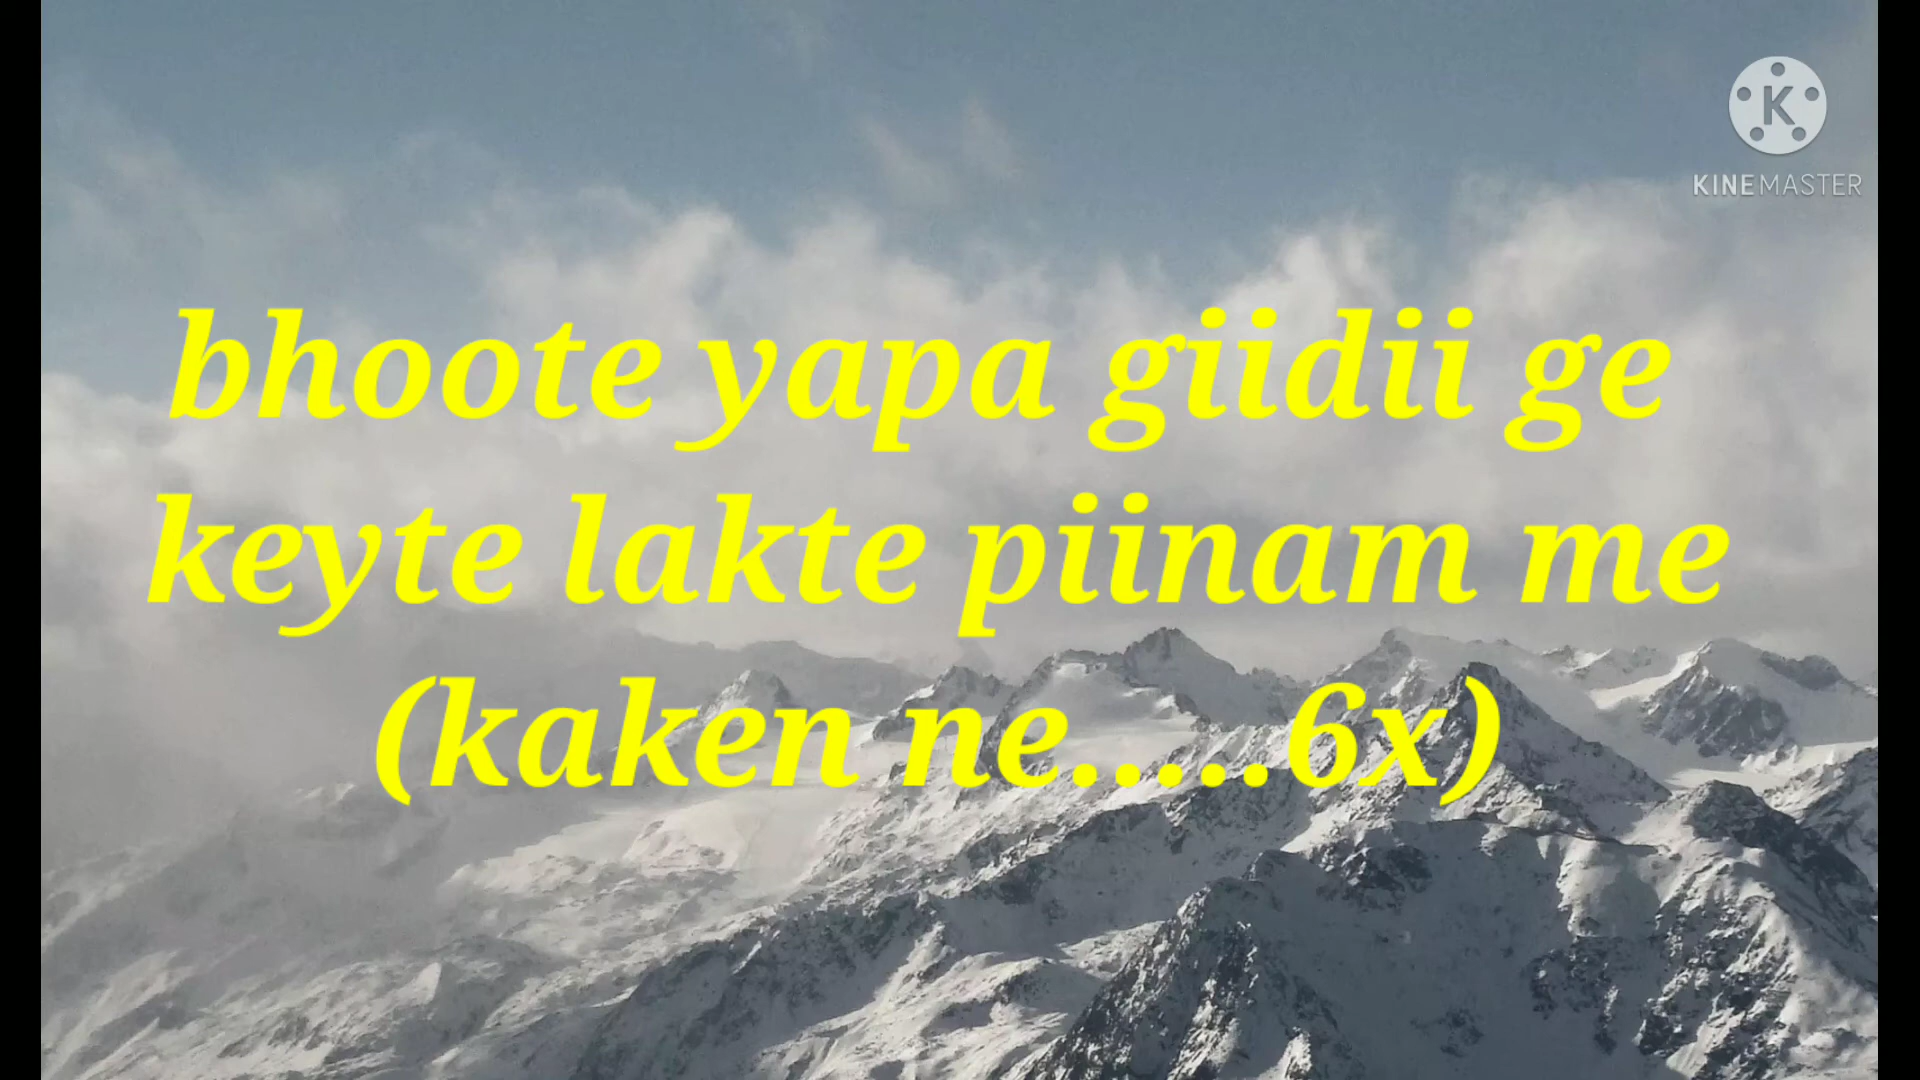 KINEMASTER
bhoote yapa giidii ge
keyte lakte piinam me
(kaken ne.....6x)